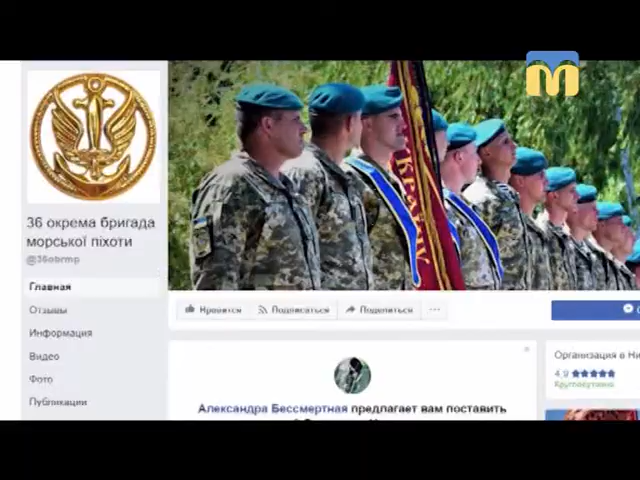 M
36 окрема бригада
морської піхоти
@36obrmp
Главная
Отзывы
Информация
Видео
Фото
Публикации
Нравится
Подписаться
Поделиться
Организация в
4,9
Круглосуточно
Александра Бессмертная предлагает вам поставить